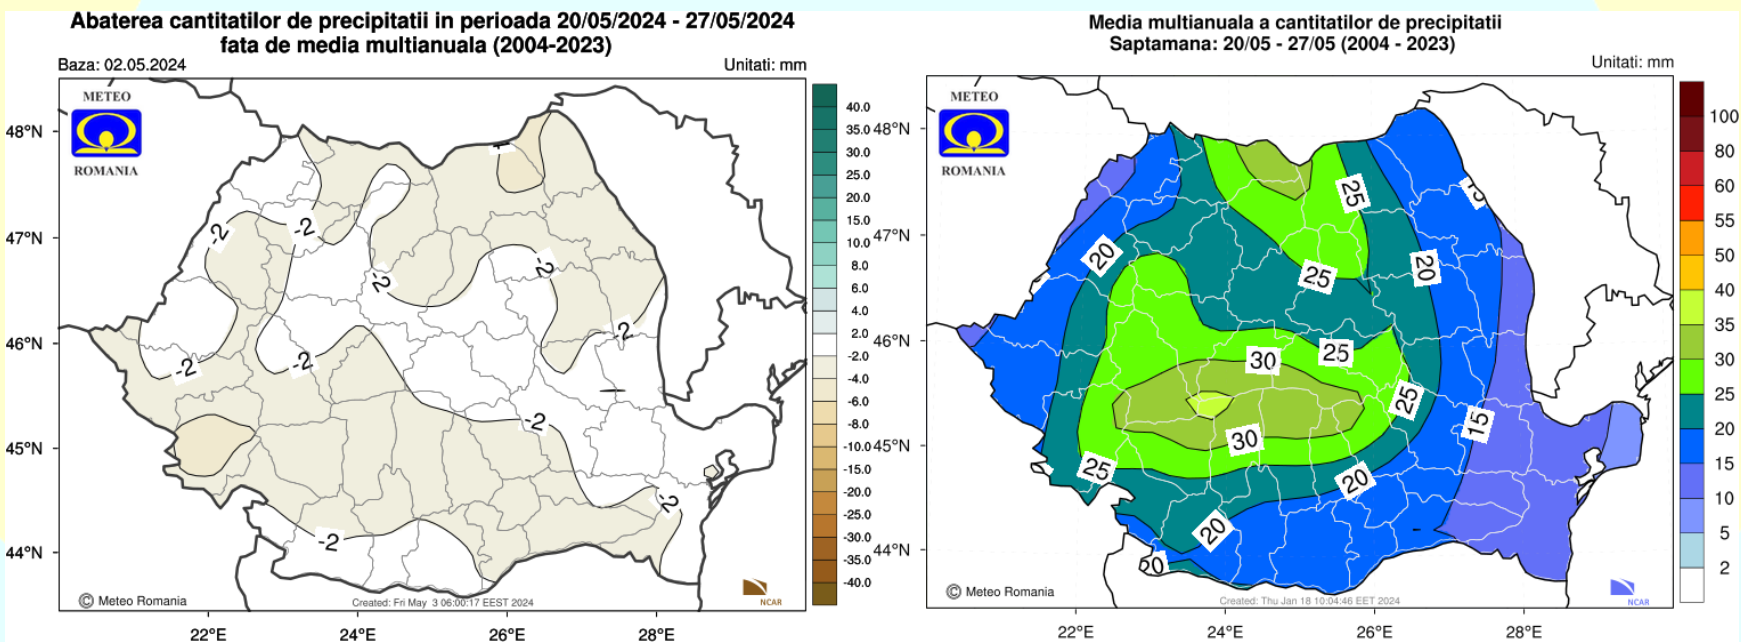 Abaterea cantitatilor de precipitatii in perioada 20/05/2024 - 27/05/2024
fata de media multianuala (2004-2023)
Baza: 02.05.2024
Unitati: mm
METEO
ROMANIA
48°N
47°N
46°N
45°N
44°N
-2
-2
-2
-2
-2
-2
-2
-2
-2
-2
40.0
35.0
30.0
25.0
20.0
15.0
10.0
8.0
6.0
4.0
2.0
-2.0
-4.0
-6.0
-8.0
-10.0
-15.0
-20.0
-25.0
-30.0
-35.0
-40.0
© Meteo Romania
Created: Fri May 3 06:00:17 EEST 2024
NCAR
22°E
24°E
26°E
28°E
Media multianuala a cantitatilor de precipitatii
Saptamana: 20/05 - 27/05 (2004 - 2023)
Unitati: mm
METEO
ROMANIA
48°N
47°N
46°N
45°N
44°N
25
20
20
25
25
30
25
15
30
25
20
20
100
80
60
55
50
40
35
30
25
20
15
10
5
2
© Meteo Romania
Created: Thu Jan 18 10:04:46 EET 2024
NCAR
22°E
24°E
26°E
28°E